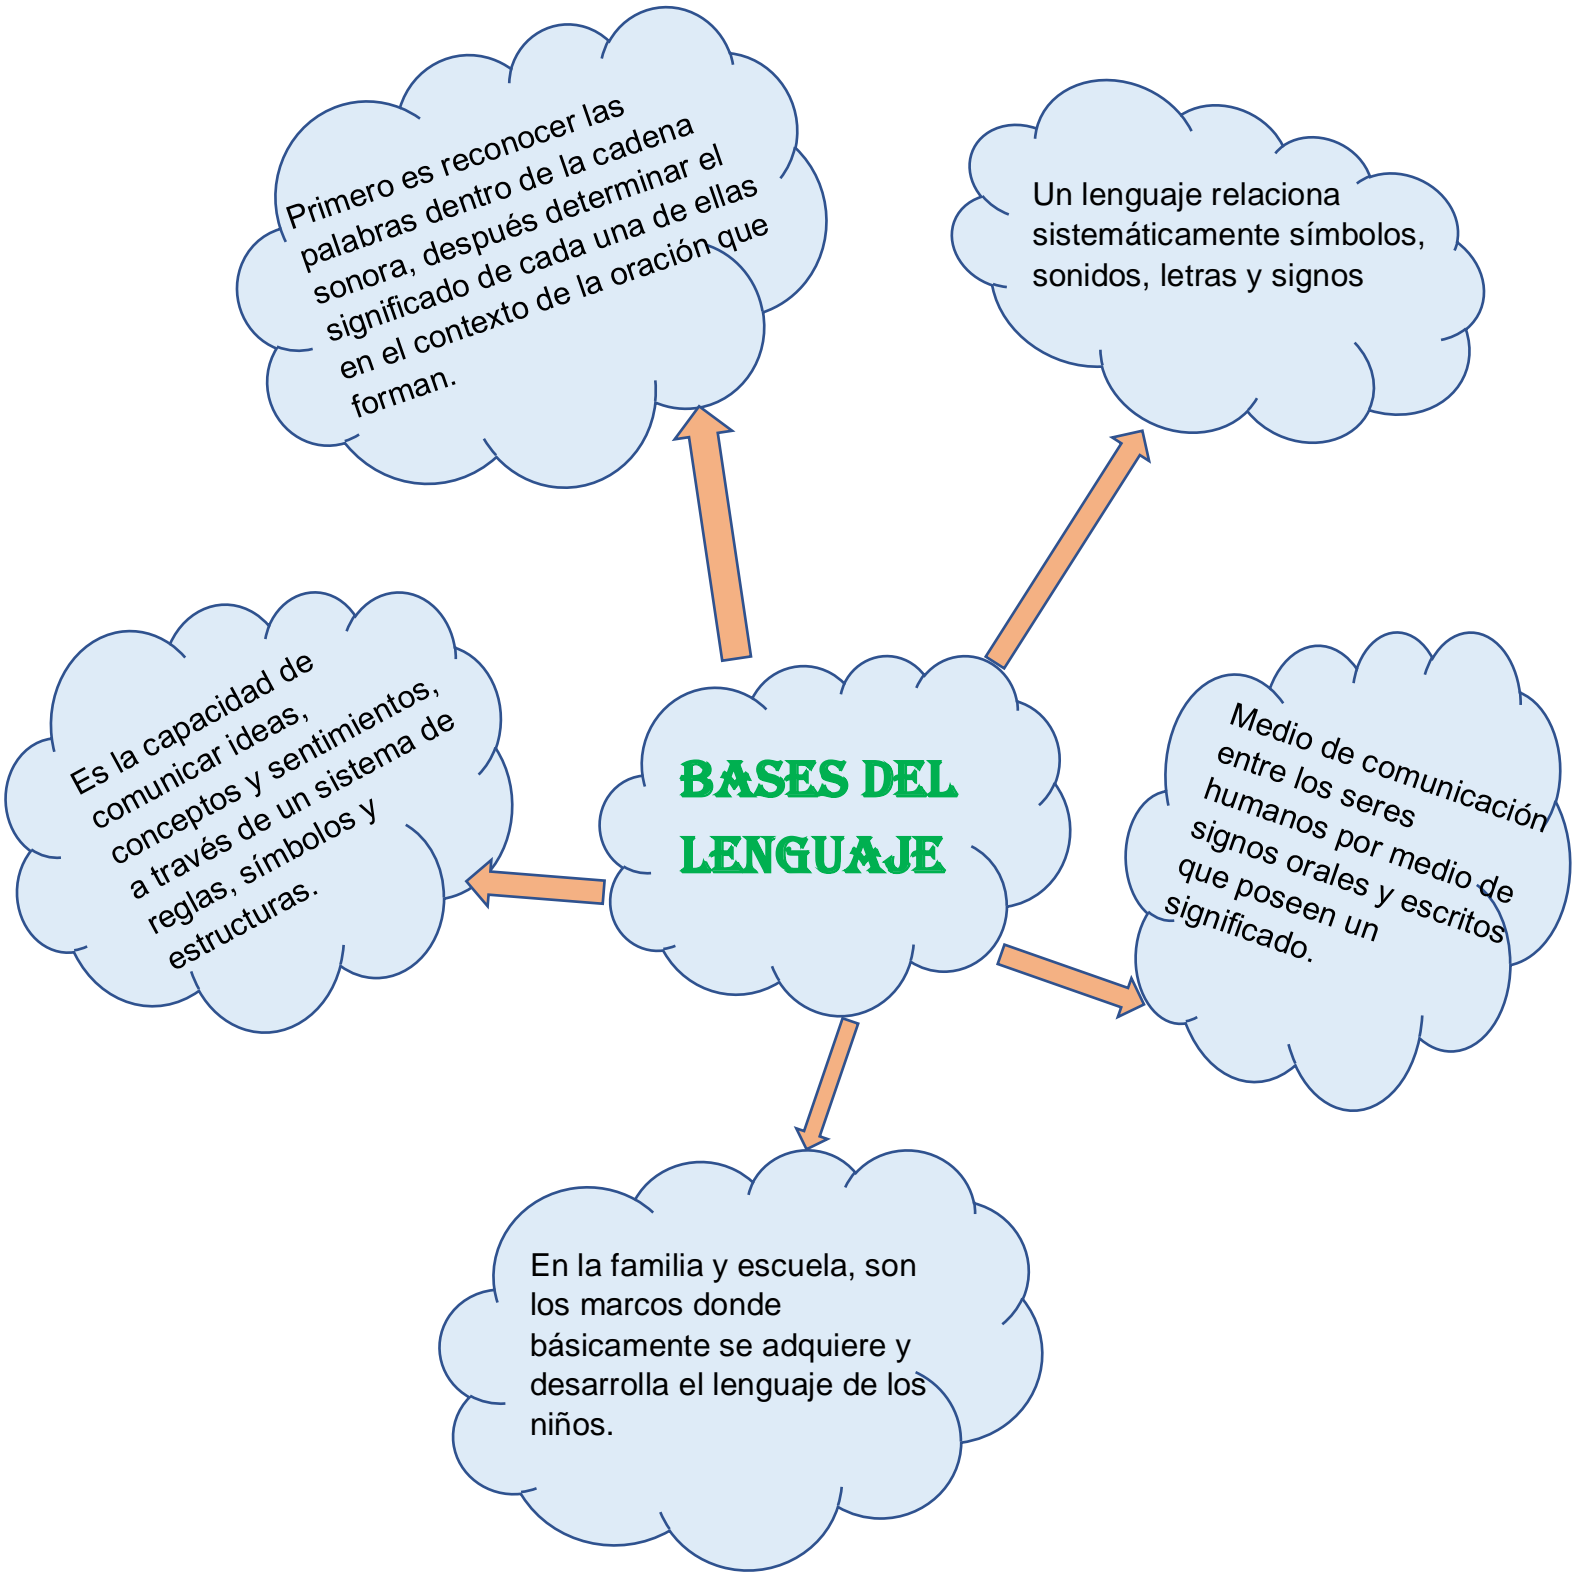 Primero es reconocer las
palabras dentro de la cadena
sonora, después determinar el
significado de cada una de ellas
en el contexto de la oración que
forman.
Un lenguaje relaciona
sistemáticamente símbolos,
sonidos, letras y signos
Es la capacidad de
comunicar ideas,
conceptos y sentimientos,
a través de un sistema de
reglas, símbolos y
estructuras.
BASES DEL
LENGUAJE
Medio de comunicación
entre los seres
humanos por medio de
signos orales y escritos
que poseen un
significado.
En la familia y escuela, son
los marcos donde
básicamente se adquiere y
desarrolla el lenguaje de los
niños.